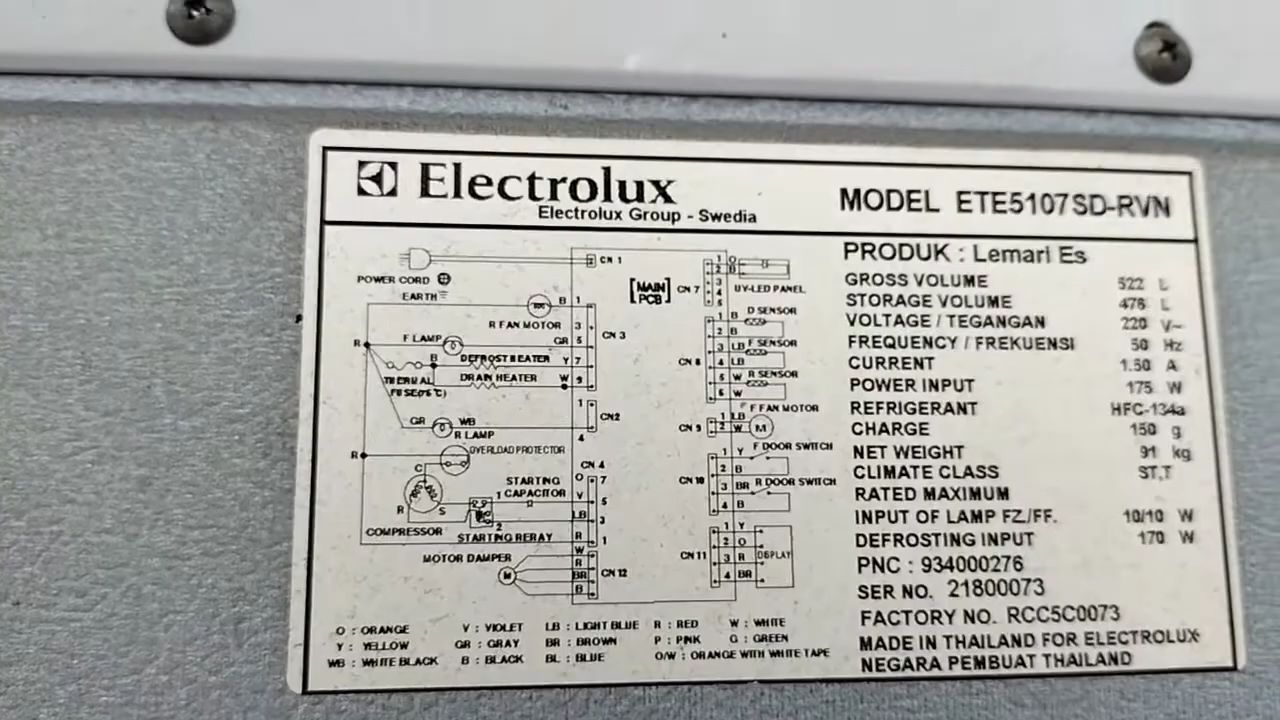 Electrolux
Electrolux Group - Swedia
MODEL ETE5107SD-RVN
POWER CORD
EARTH
R FAN MOTOR
F LAMP
DEFROST HEATER
DRAIN HEATER
THERMAL
R LAMP
OVERLOAD PROTECTOR
STARTING
CAPACITOR
COMPRESSOR
STARTING RERAY
MOTOR DAMPER
MAIN
PCB
CN 1
CN 3
CN2
CN 4
CN 12
CN 7
UV-LED PANEL
D SENSOR
F SENSOR
R SENSOR
CN 8
F FAN MOTOR
CN 9
F DOOR SWITCH
R DOOR SWITCH
CN 10
CN 11
DISPLAY
O : ORANGE V : VIOLET LB : LIGHT BLUE R : RED W : WHITE
Y : YELLOW GR : GRAY BR : BROWN P : PINK G : GREEN
WB : WHITE BLACK B : BLACK BL : BLUE O/W : ORANGE WITH WHITE TAPE
PRODUK : Lemari Es
GROSS VOLUME 522 L
STORAGE VOLUME 478 L
VOLTAGE / TEGANGAN 220 V~
FREQUENCY / FREKUENSI 50 Hz
CURRENT 1.50 A
POWER INPUT 175 W
REFRIGERANT HFC-134a
CHARGE 150 g
NET WEIGHT 91 kg
CLIMATE CLASS ST,T
RATED MAXIMUM
INPUT OF LAMP FZ/FF. 10/10 W
DEFROSTING INPUT 170 W
PNC : 934000276
SER NO. 21800073
FACTORY NO. RCC5C0073
MADE IN THAILAND FOR ELECTROLUX
NEGARA PEMBUAT THAILAND